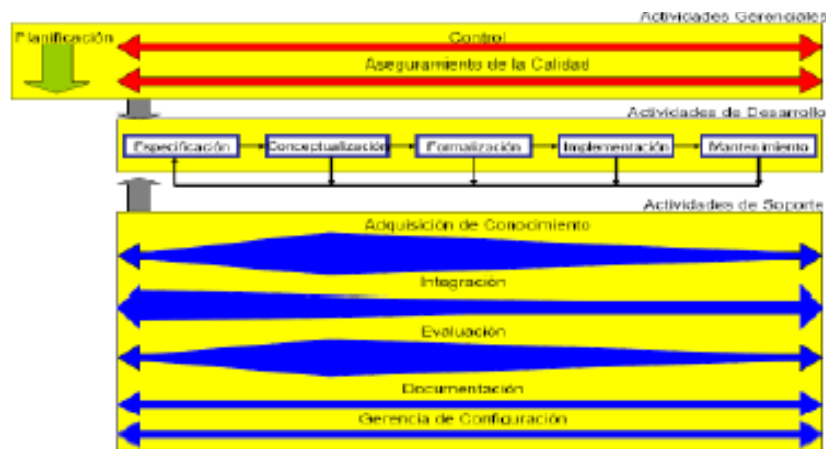 Actividades Gerenciales
Planificación
Control
Aseguramiento de la Calidad
Actividades de Desarrollo
Especificación
Conceptualización
Formalización
Implementación
Mantenimiento
Actividades de Soporte
Adquisición de Conocimiento
Integración
Evaluación
Documentación
Gerencia de Configuración